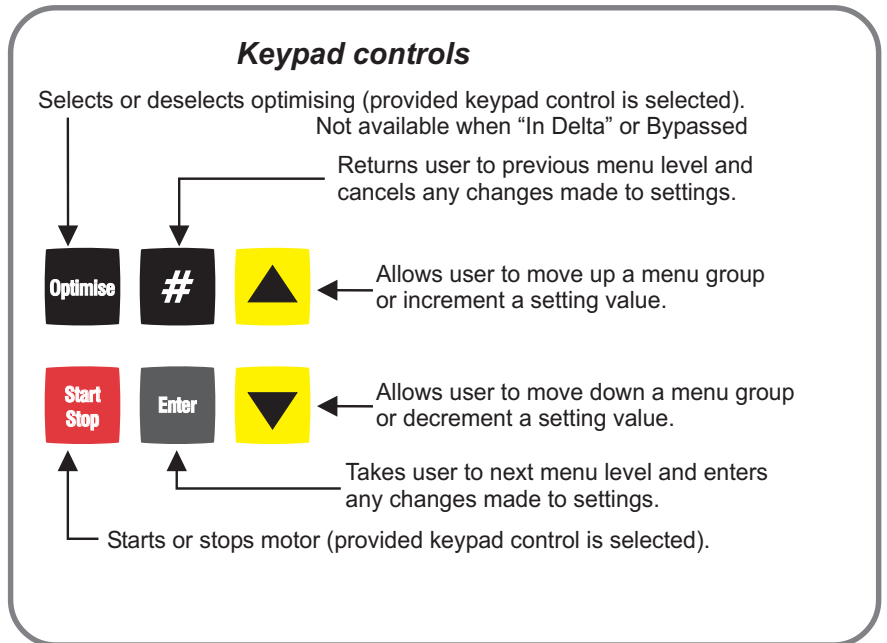 Keypad controls
Selects or deselects optimising (provided keypad control is selected).
Not available when “In Delta” or Bypassed
Returns user to previous menu level and
cancels any changes made to settings.
Optimise
#
Allows user to move up a menu group
or increment a setting value.
Start
Stop
Enter
Allows user to move down a menu group
or decrement a setting value.
Takes user to next menu level and enters
any changes made to settings.
Starts or stops motor (provided keypad control is selected).